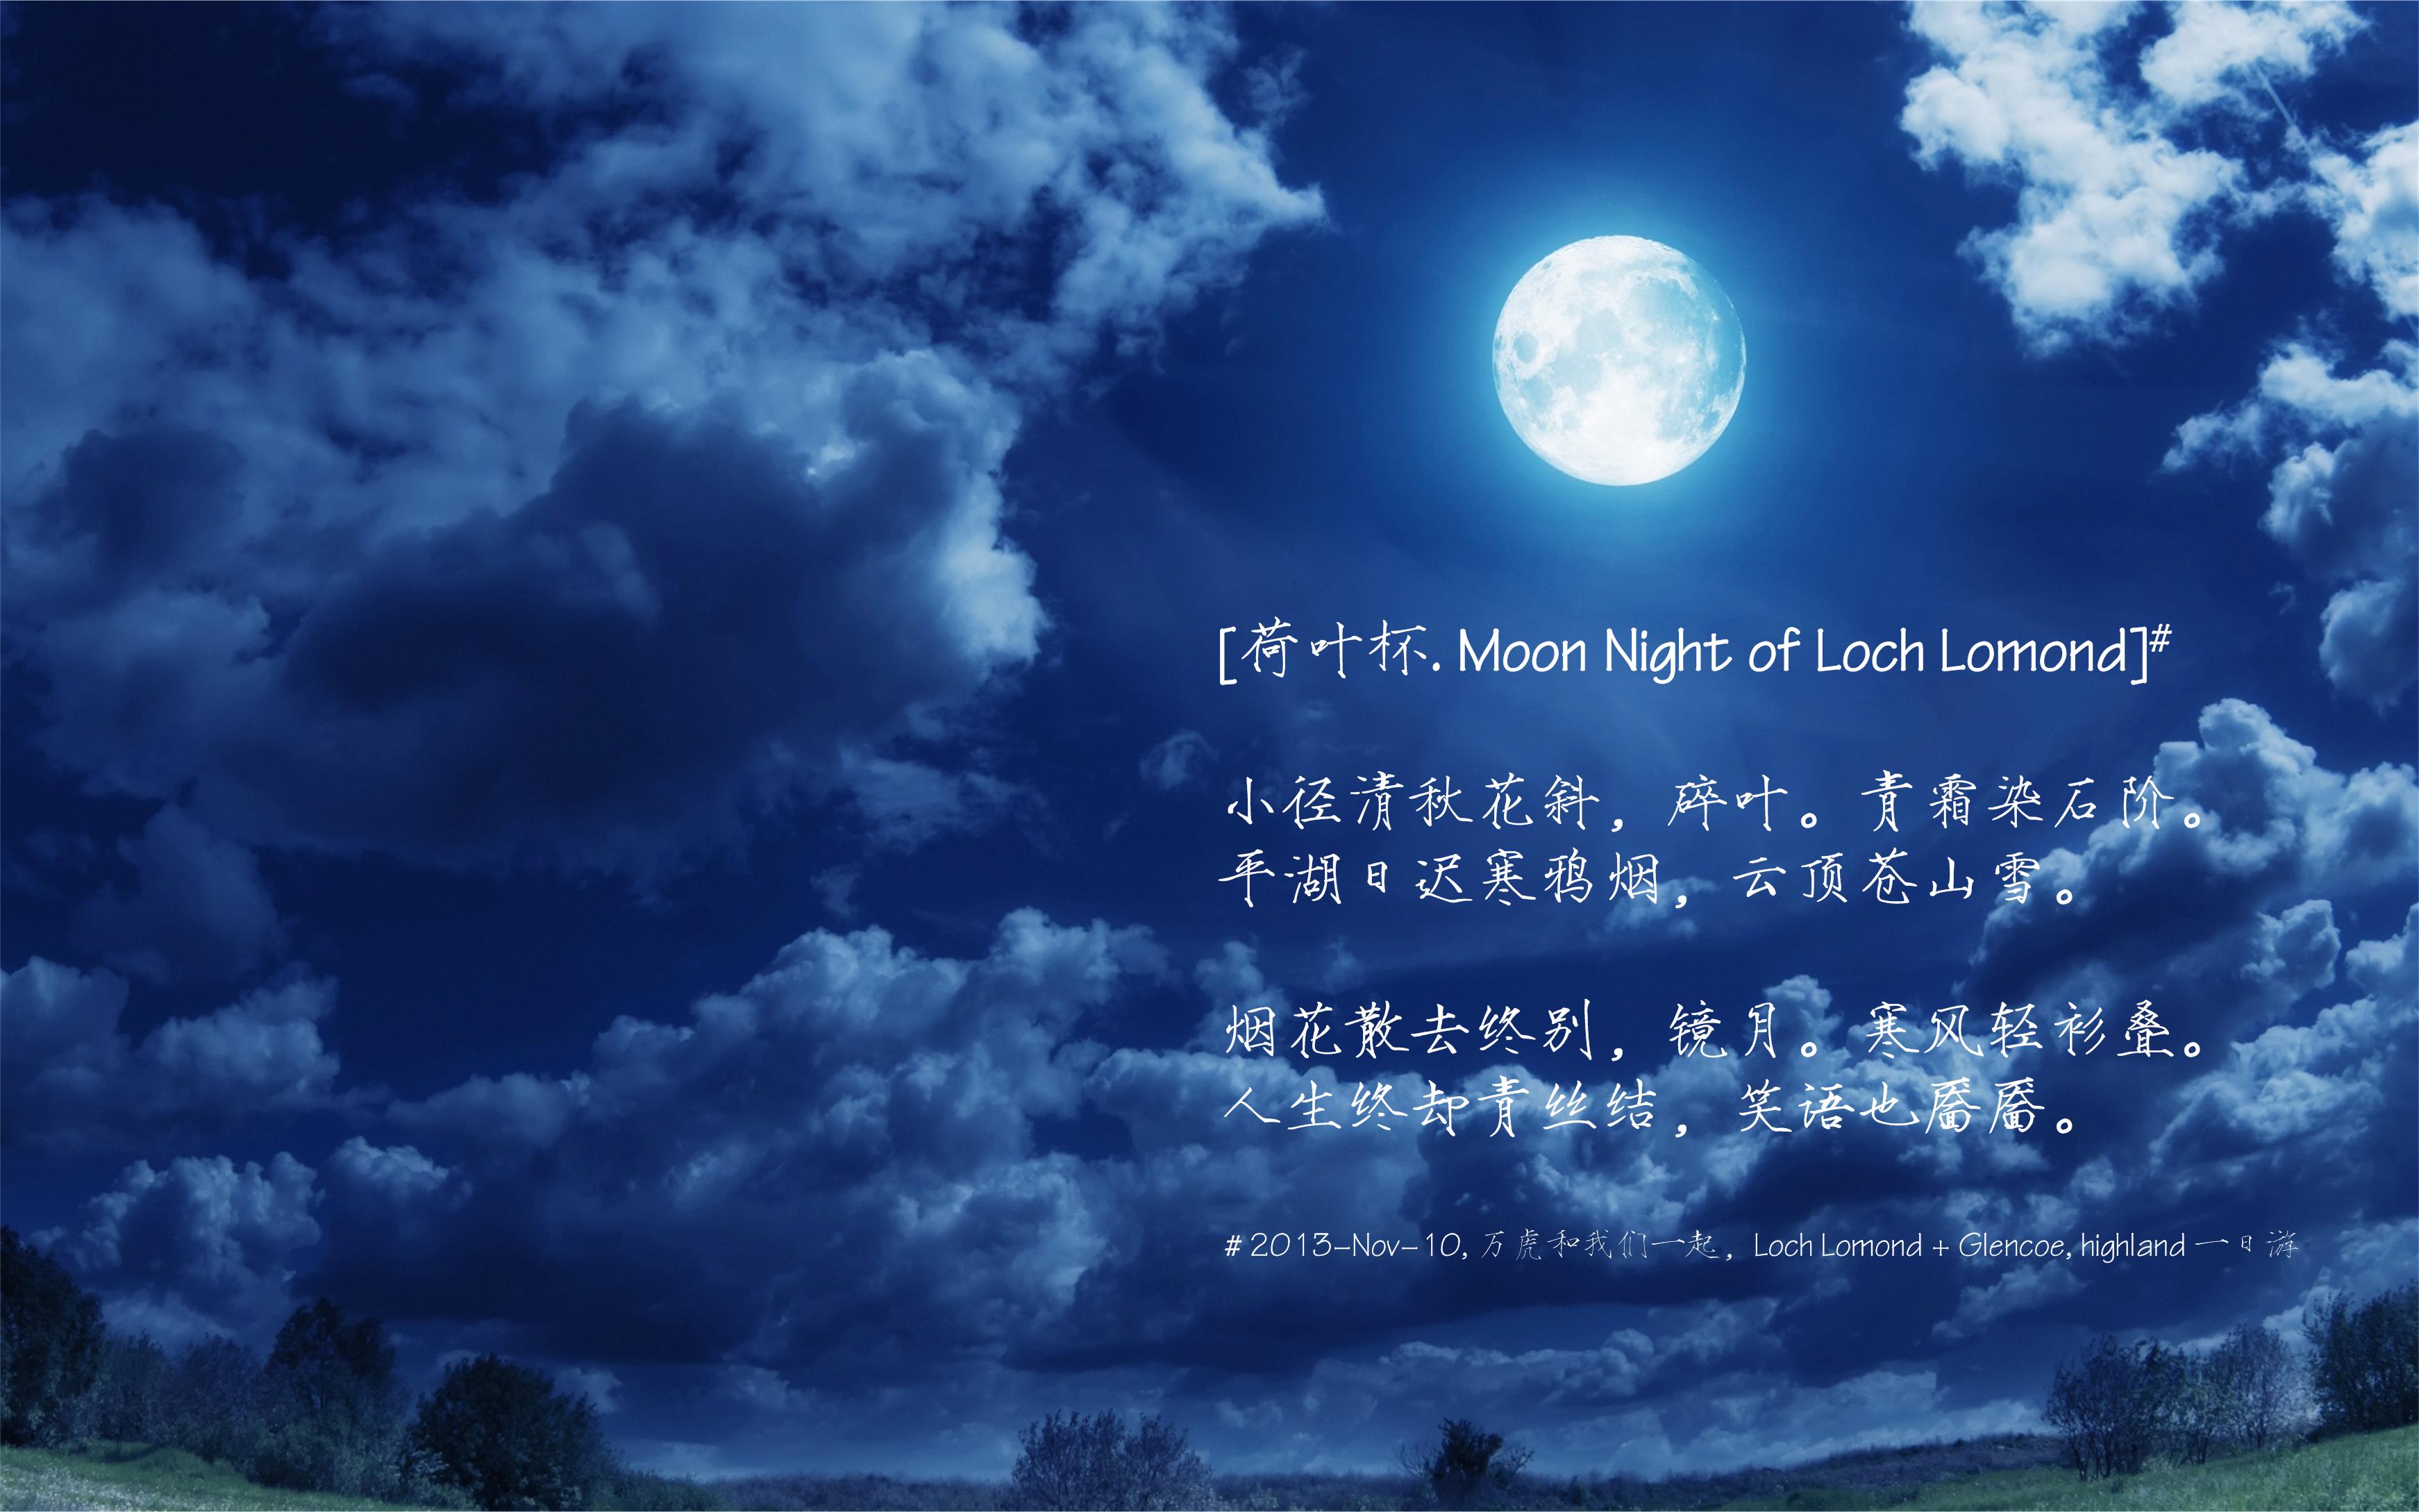 [荷叶杯. Moon Night of Loch Lomond]#
小径清秋花斜，碎叶。青霜染石阶。
平湖日迟寒鸦烟，云顶苍山雪。
烟花散去终别，镜月。寒风轻衫叠。
人生终却青丝结，笑语也靥靥。
# 2013-Nov-10, 万虎和我们一起，Loch Lomond + Glencoe, highland 一日游